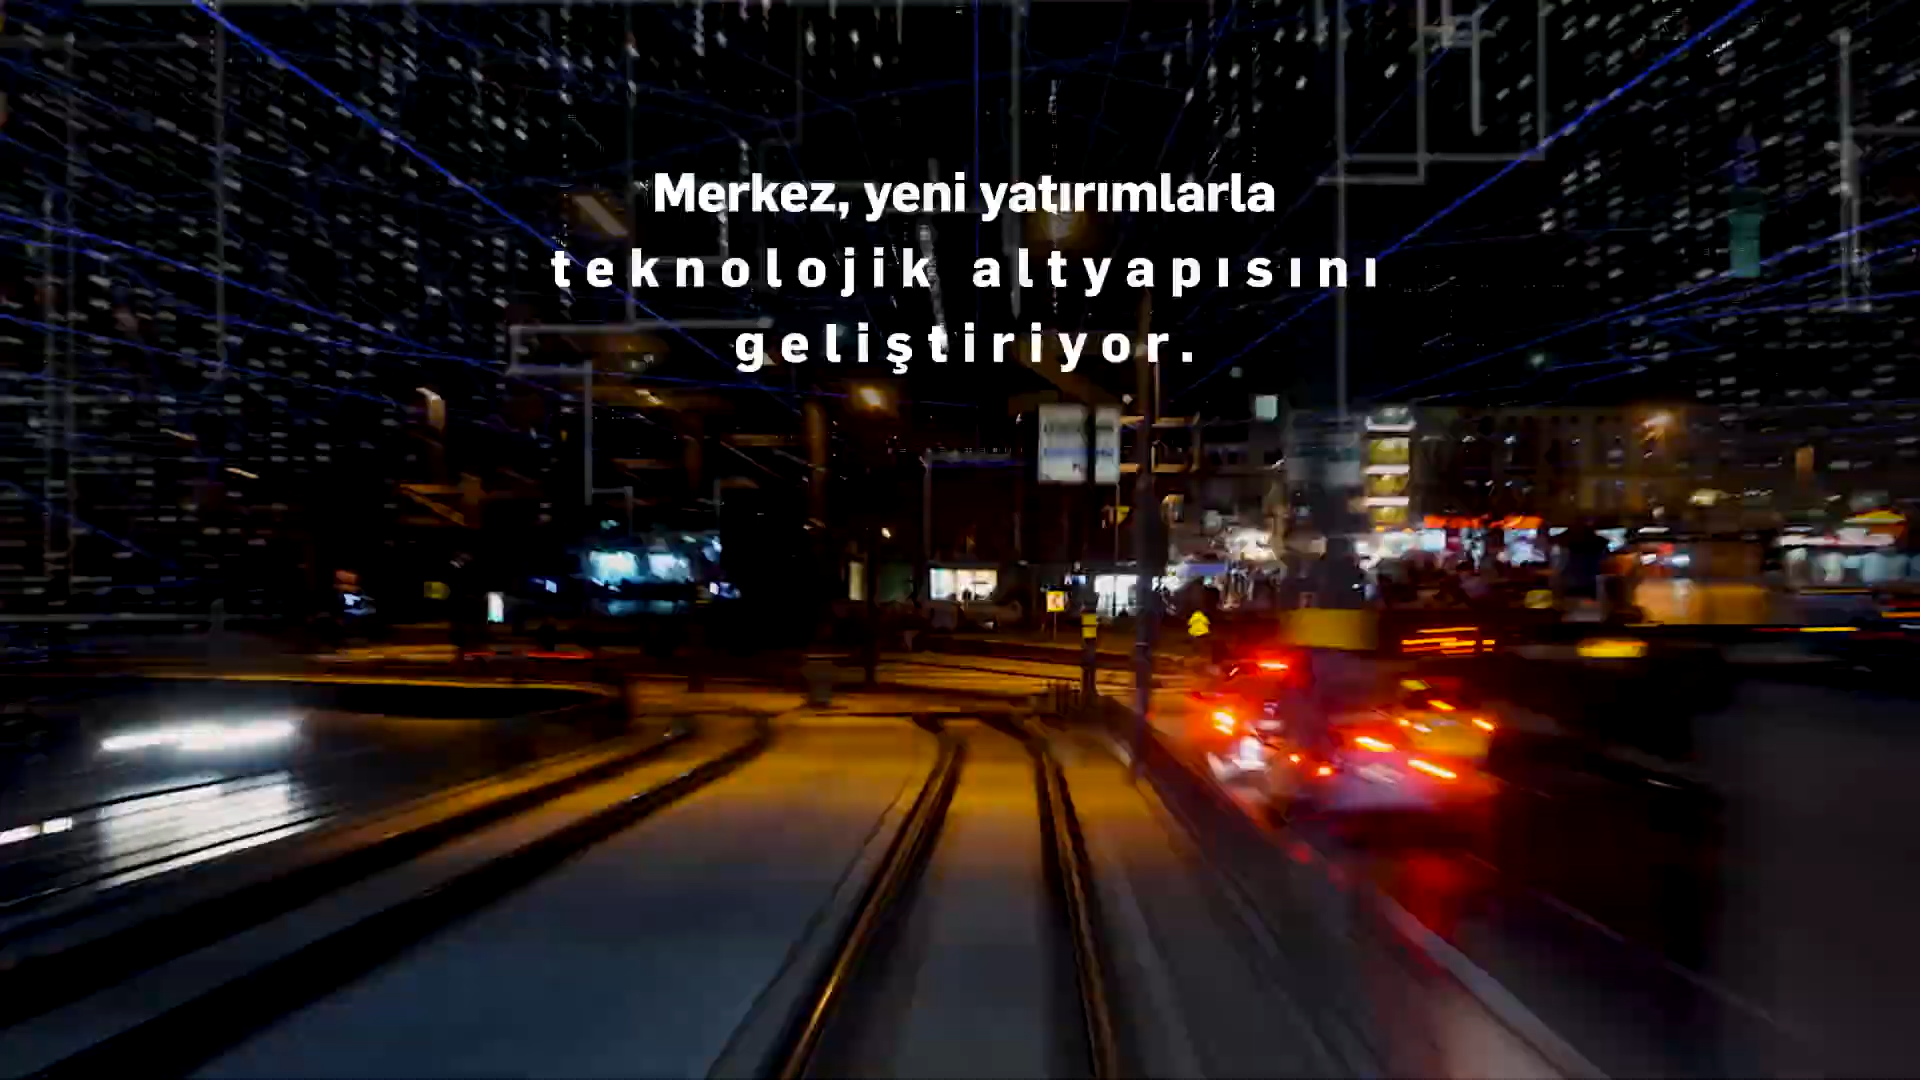 Merkez, yeni yatırımlarla
teknolojik altyapısını
geliştiriyor.